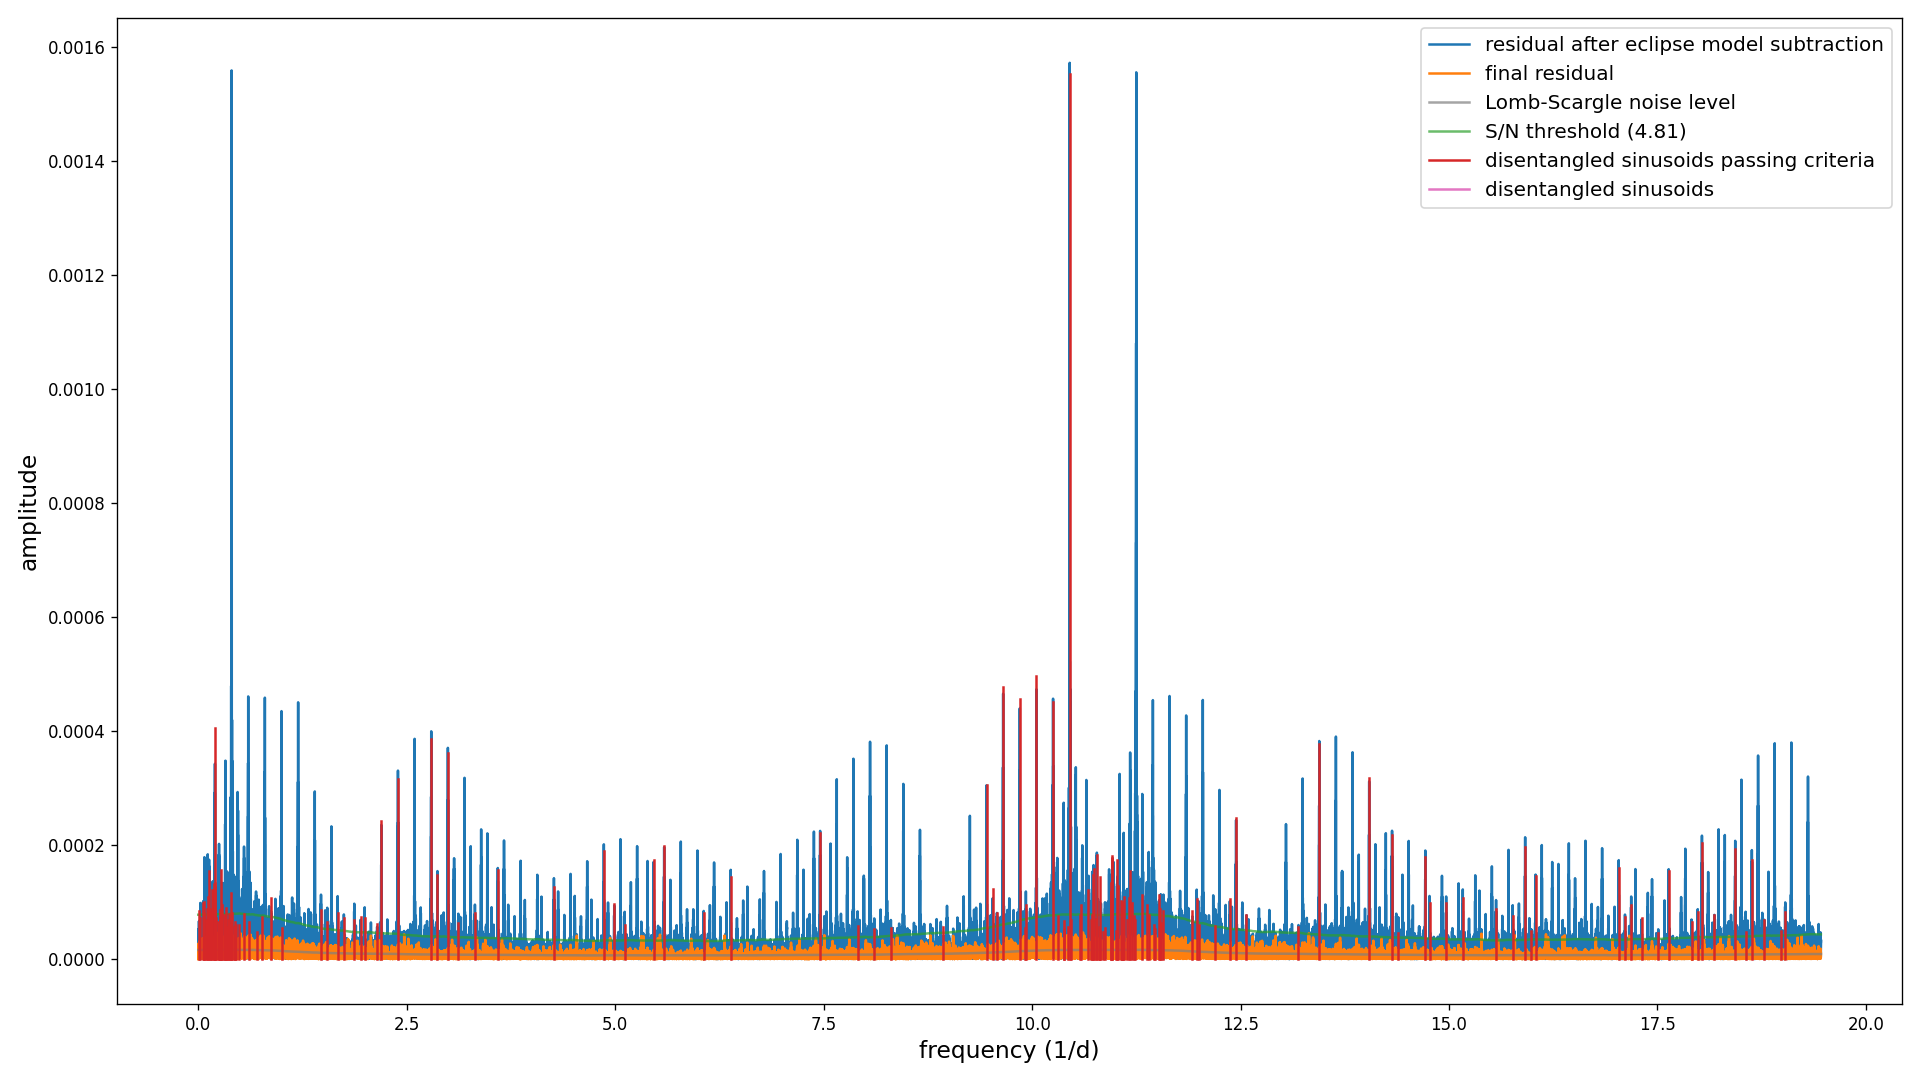 residual after eclipse model subtraction
final residual
Lomb-Scargle noise level
S/N threshold (4.81)
disentangled sinusoids passing criteria
disentangled sinusoids
amplitude
0.0016
0.0014
0.0012
0.0010
0.0008
0.0006
0.0004
0.0002
0.0000
0.0 2.5 5.0 7.5 10.0 12.5 15.0 17.5 20.0
frequency (1/d)